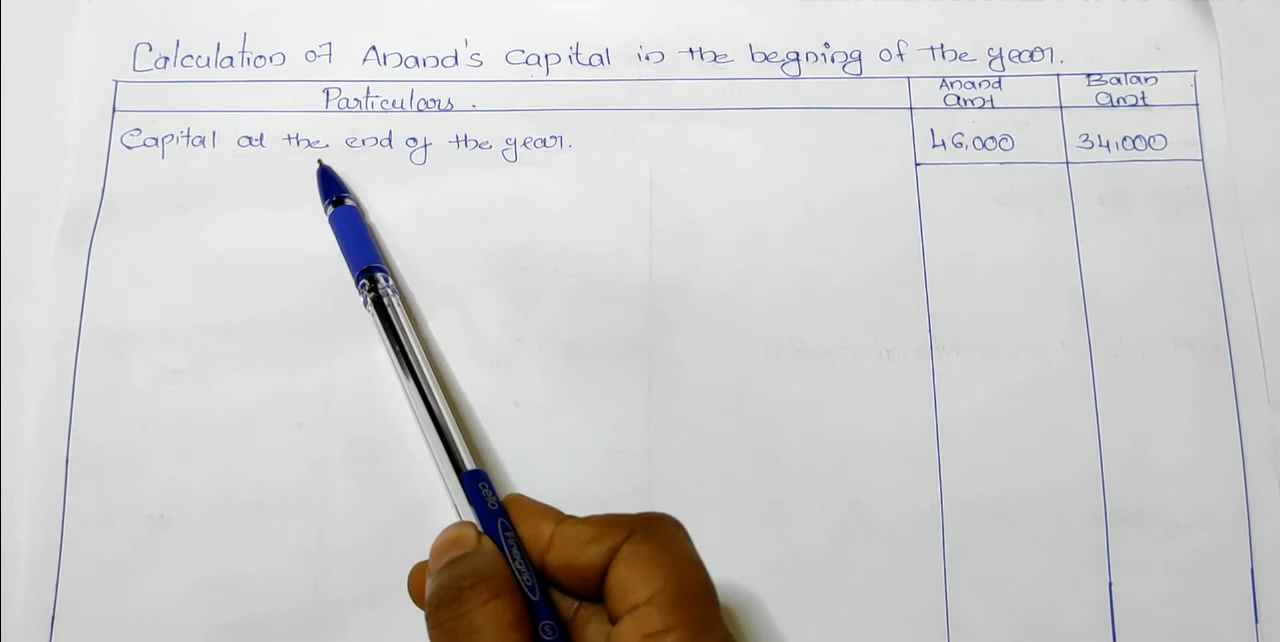 Calculation of Anand's Capital in the begning of the year.
Particulars.
Anand Amt
Balan Amt
Capital at the end of the year.
46,000
34,000
cello
Finegrip